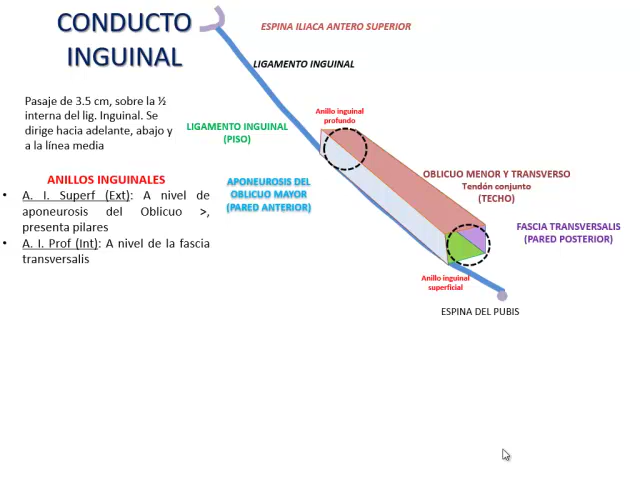 CONDUCTO
INGUINAL
ESPINA ILIACA ANTERO SUPERIOR
LIGAMENTO INGUINAL
Pasaje de 3.5 cm, sobre la ½
interna del lig. Inguinal. Se
dirige hacia adelante, abajo y
a la línea media
Anillo inguinal
profundo
LIGAMENTO INGUINAL
(PISO)
ANILLOS INGUINALES
• A. I. Superf (Ext): A nivel de
aponeurosis del Oblicuo >,
presenta pilares
• A. I. Prof (Int): A nivel de la fascia
transversalis
APONEUROSIS DEL
OBLICUO MAYOR
(PARED ANTERIOR)
OBLICUO MENOR Y TRANSVERSO
Tendón conjunto
(TECHO)
FASCIA TRANSVERSALIS
(PARED POSTERIOR)
Anillo inguinal
superficial
ESPINA DEL PUBIS